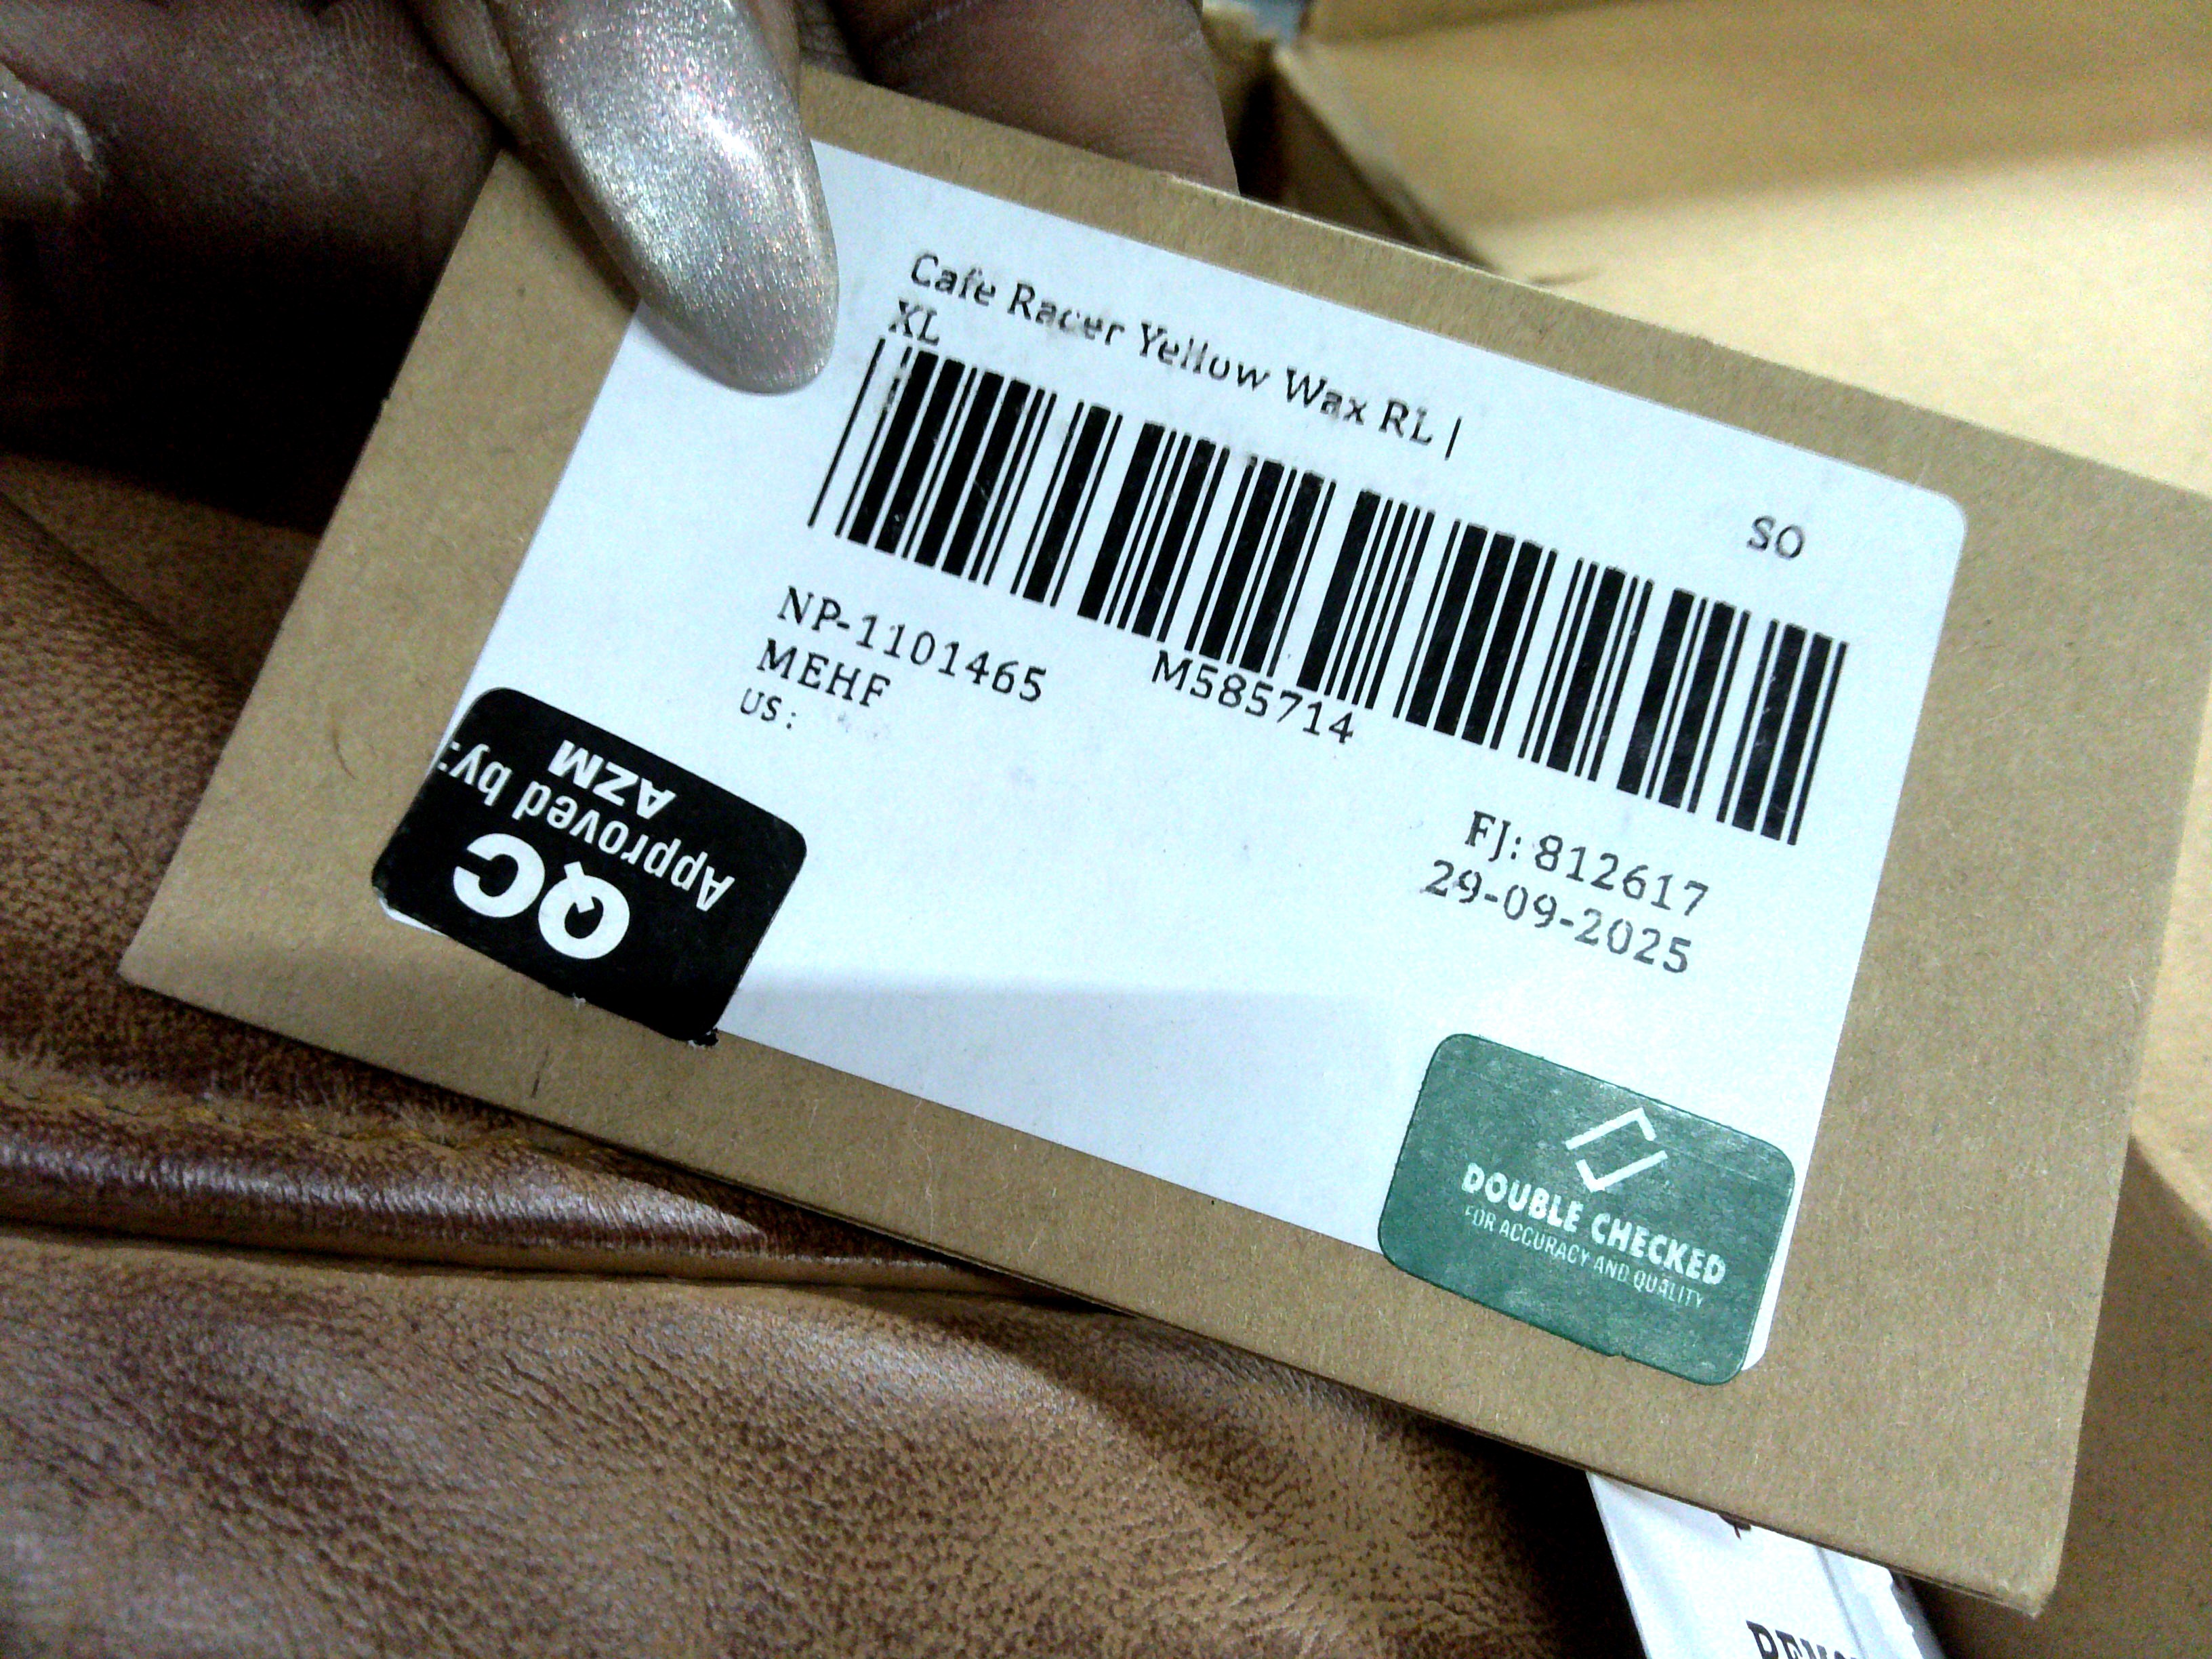 Cafe Racer Yellow Wax RL |
XL
SO
NP-1101465
M585714
MEHF
US:
FJ: 812617
29-09-2025
QC
Approved by:
AZM
DOUBLE CHECKED
FOR ACCURACY AND QUALITY